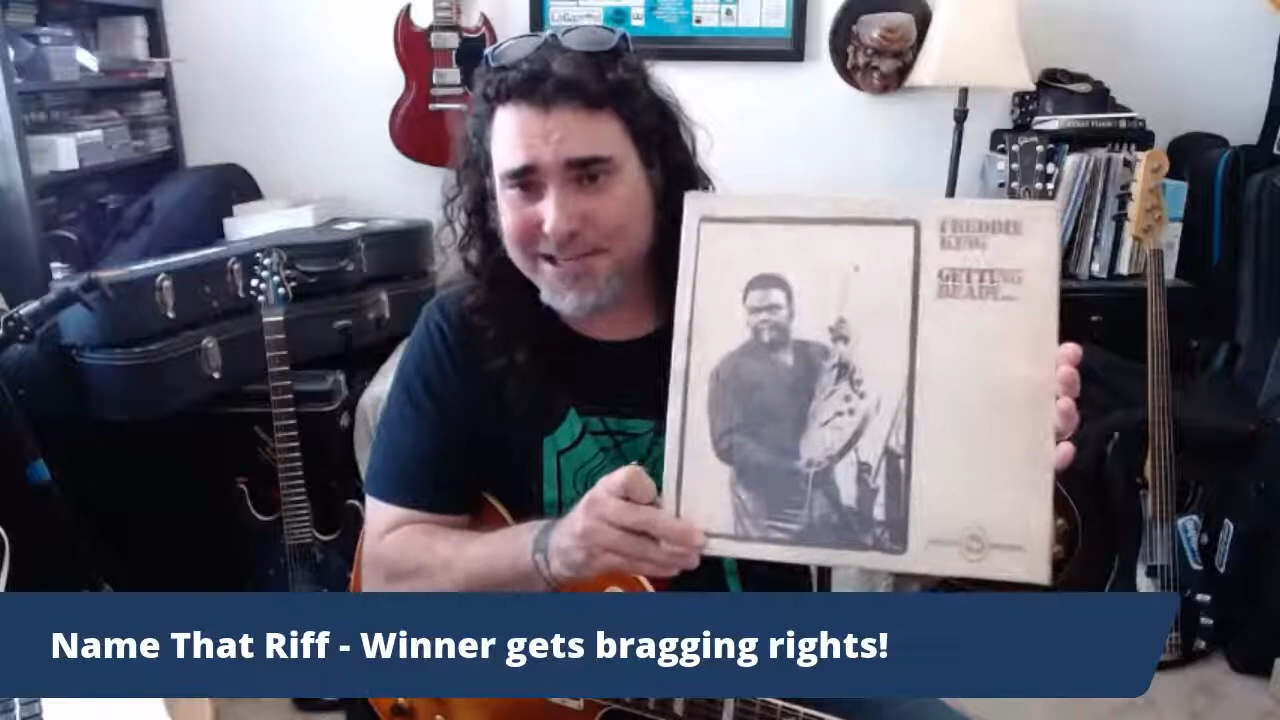 FREDDIE
KING
GETTING
READY...
Name That Riff - Winner gets bragging rights!